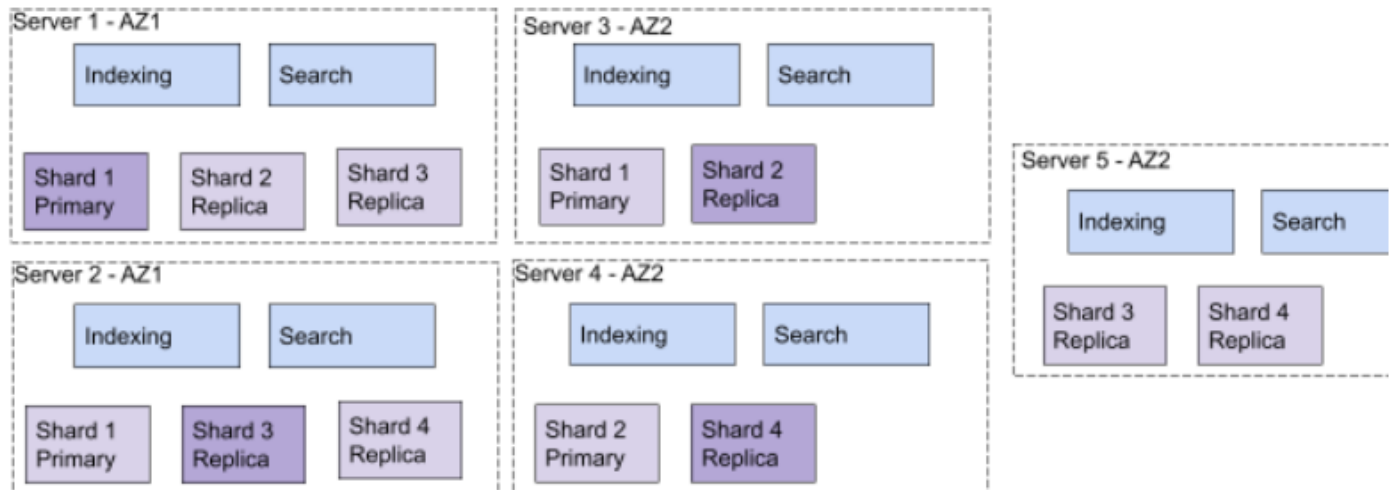 Server 1 - AZ1
Indexing
Search
Shard 1
Primary
Shard 2
Replica
Shard 3
Replica
Server 3 - AZ2
Indexing
Search
Shard 1
Primary
Shard 2
Replica
Server 2 - AZ1
Indexing
Search
Shard 1
Primary
Shard 3
Replica
Shard 4
Replica
Server 4 - AZ2
Indexing
Search
Shard 2
Primary
Shard 4
Replica
Server 5 - AZ2
Indexing
Search
Shard 3
Replica
Shard 4
Replica